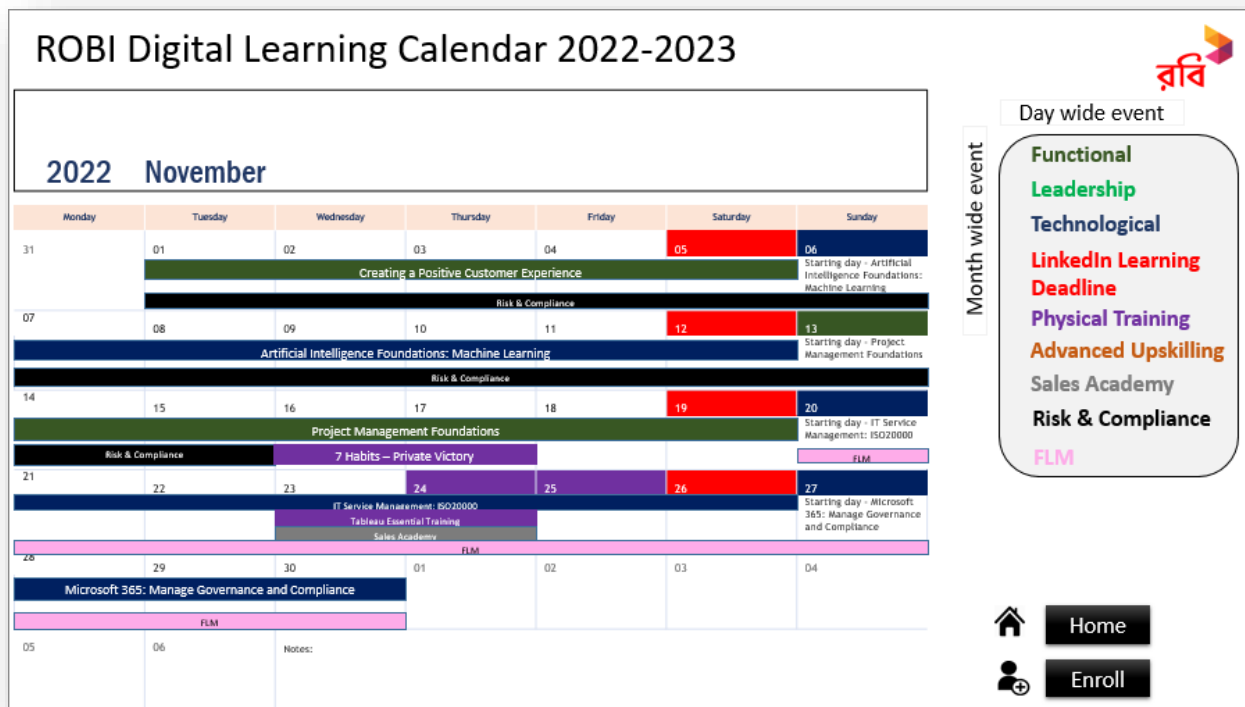 ROBI Digital Learning Calendar 2022-2023
রবি
2022 November
Monday Tuesday Wednesday Thursday Friday Saturday Sunday
31 01 02 03 04 05 06
Creating a Positive Customer Experience
Starting day - Artificial
Intelligence Foundations:
Machine Learning
Risk & Compliance
07 08 09 10 11 12 13
Artificial Intelligence Foundations: Machine Learning
Starting day - Project
Management Foundations
Risk & Compliance
14 15 16 17 18 19 20
Project Management Foundations
Starting day - IT Service
Management: ISO20000
Risk & Compliance
7 Habits – Private Victory
FLM
21 22 23 24 25 26 27
IT Service Management: ISO20000
Starting day - Microsoft
365: Manage Governance
and Compliance
Tableau Essential Training
Sales Academy
FLM
28 29 30 01 02 03 04
Microsoft 365: Manage Governance and Compliance
FLM
05 06 Notes:
Day wide event
Month wide event
Functional
Leadership
Technological
LinkedIn Learning
Deadline
Physical Training
Advanced Upskilling
Sales Academy
Risk & Compliance
FLM
Home
Enroll